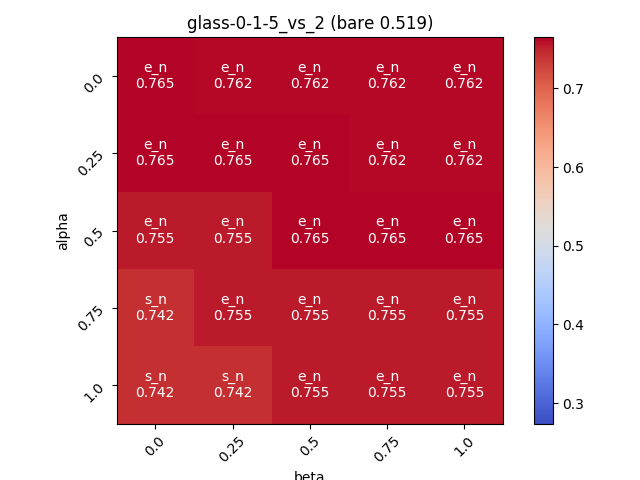 glass-0-1-5_vs_2 (bare 0.519)
e_n e_n e_n e_n e_n
0.0 0.765 0.762 0.762 0.762 0.762
e_n e_n e_n e_n e_n
0.25 0.765 0.765 0.765 0.762 0.762
e_n e_n e_n e_n e_n
0.5 0.755 0.755 0.765 0.765 0.765
s_n e_n e_n e_n e_n
0.75 0.742 0.755 0.755 0.755 0.755
s_n s_n e_n e_n e_n
1.0 0.742 0.742 0.755 0.755 0.755
alpha
0.0 0.25 0.5 0.75 1.0
beta
0.7
0.6
0.5
0.4
0.3